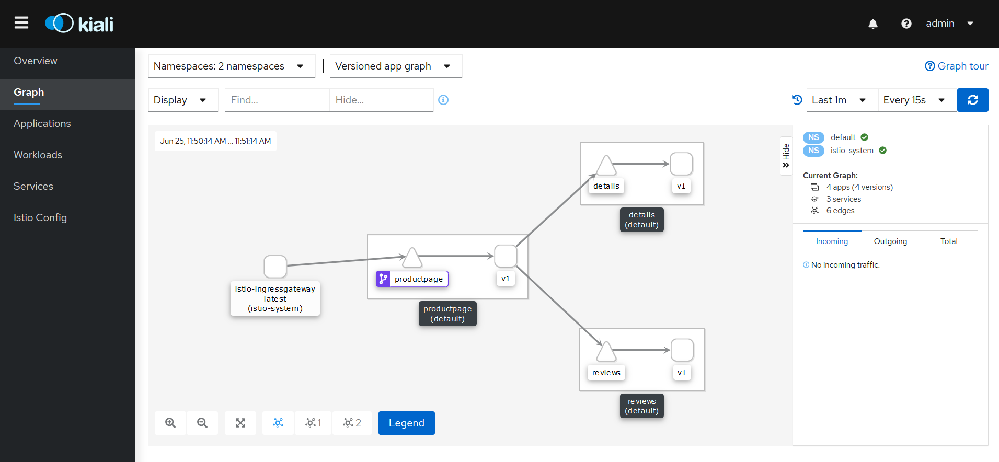 kiali
admin
Overview
Graph
Applications
Workloads
Services
Istio Config
Namespaces: 2 namespaces
Versioned app graph
Graph tour
Display
Find...
Hide...
Last 1m
Every 15s
Jun 25, 11:50:14 AM ... 11:51:14 AM
details
v1
details
(default)
istio-ingressgateway
latest
(istio-system)
productpage
v1
productpage
(default)
reviews
v1
reviews
(default)
1
2
Legend
Hide
NS default
NS istio-system
Current Graph:
4 apps (4 versions)
3 services
6 edges
Incoming
Outgoing
Total
No incoming traffic.